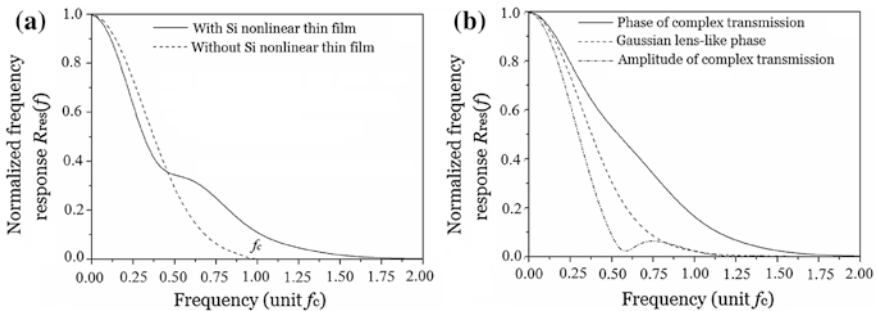 (a)
With Si nonlinear thin film
Without Si nonlinear thin film
Normalized frequency
response Rres(f)
1.0
0.8
0.6
0.4
0.2
0.0
fc
0.00 0.25 0.50 0.75 1.00 1.25 1.50 1.75 2.00
Frequency (unit fc)
(b)
Phase of complex transmission
Gaussian lens-like phase
Amplitude of complex transmission
Normalized frequency
response Rres(f)
1.0
0.8
0.6
0.4
0.2
0.0
0.00 0.25 0.50 0.75 1.00 1.25 1.50 1.75 2.00
Frequency (unit fc)